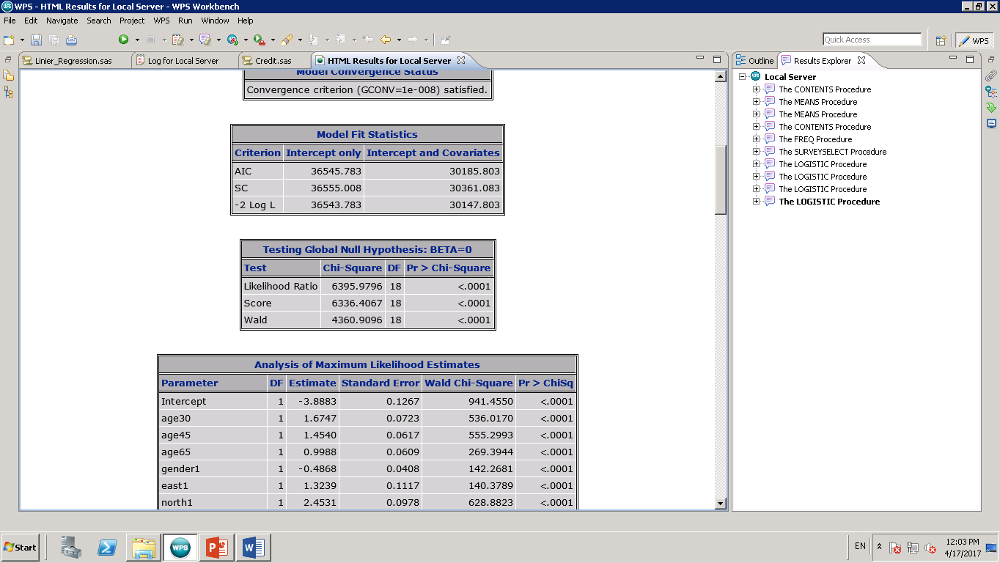 WPS - HTML Results for Local Server - WPS Workbench
File Edit Navigate Search Project WPS Run Window Help
Quick Access
WPS
Linier_Regression.sas Log for Local Server Credit.sas HTML Results for Local Server
Model Convergence Status
Convergence criterion (GCONV=1e-008) satisfied.
Model Fit Statistics
Criterion Intercept only Intercept and Covariates
AIC 36545.783 30185.803
SC 36555.008 30361.083
-2 Log L 36543.783 30147.803
Testing Global Null Hypothesis: BETA=0
Test Chi-Square DF Pr > Chi-Square
Likelihood Ratio 6395.9796 18 <.0001
Score 6336.4067 18 <.0001
Wald 4360.9096 18 <.0001
Analysis of Maximum Likelihood Estimates
Parameter DF Estimate Standard Error Wald Chi-Square Pr > ChiSq
Intercept 1 -3.8883 0.1267 941.4550 <.0001
age30 1 1.6747 0.0723 536.0170 <.0001
age45 1 1.4540 0.0617 555.2993 <.0001
age65 1 0.9988 0.0609 269.3944 <.0001
gender1 1 -0.4868 0.0408 142.2681 <.0001
east1 1 1.3239 0.1117 140.3789 <.0001
north1 1 2.4531 0.0978 628.8823 <.0001
Outline Results Explorer
Local Server
The CONTENTS Procedure
The MEANS Procedure
The MEANS Procedure
The CONTENTS Procedure
The FREQ Procedure
The SURVEYSELECT Procedure
The LOGISTIC Procedure
The LOGISTIC Procedure
The LOGISTIC Procedure
The LOGISTIC Procedure
Start
WPS
EN
12:03 PM
4/17/2017